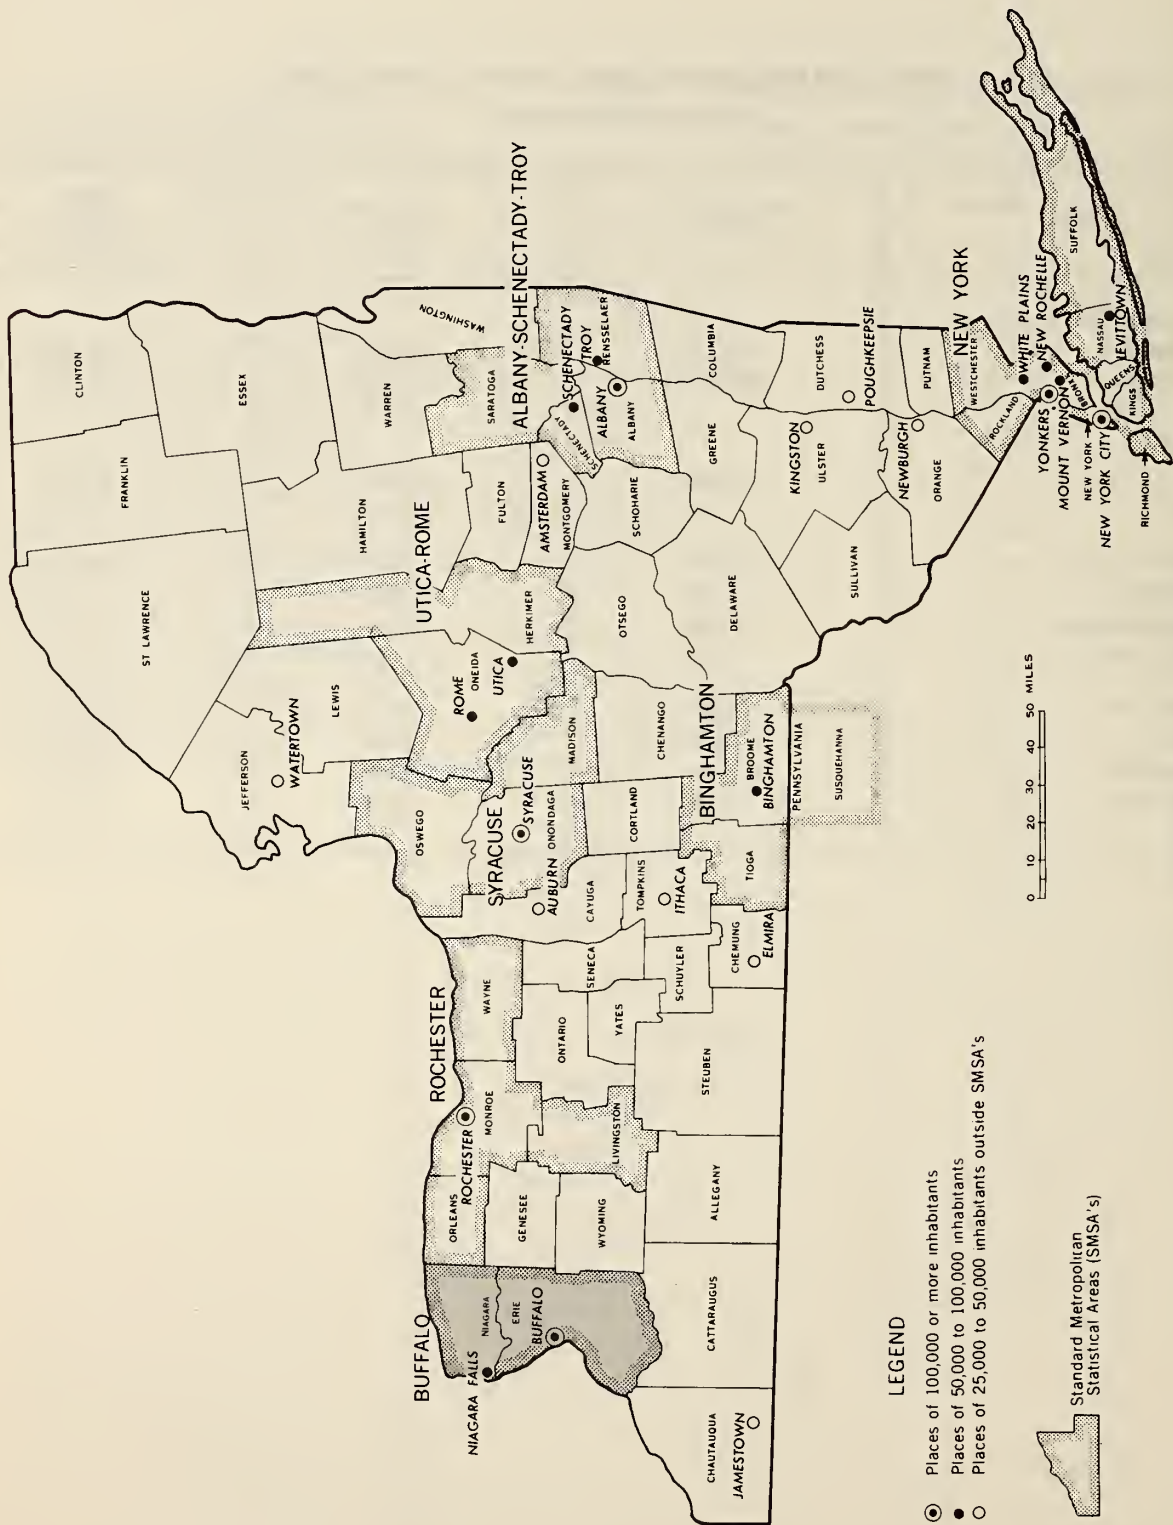 CLINTON
FRANKLIN
ST LAWRENCE
ESSEX
HAMILTON
WARREN
WASHINGTON
JEFFERSON
WATERTOWN
LEWIS
UTICA-ROME
HERKIMER
ONEIDA
ROME
UTICA
FULTON
AMSTERDAM
MONTGOMERY
SARATOGA
ALBANY-SCHENECTADY-TROY
SCHENECTADY
SCHENECTADY
TROY
RENSSELAER
ALBANY
ALBANY
SCHOHARIE
OTSEGO
GREENE
COLUMBIA
DELAWARE
ULSTER
KINGSTON
DUTCHESS
POUGHKEEPSIE
SULLIVAN
ORANGE
NEWBURGH
PUTNAM
NEW YORK
WESTCHESTER
ROCKLAND
WHITE PLAINS
NEW ROCHELLE
YONKERS
MOUNT VERNON
BRONX
NEW YORK
NEW YORK CITY
QUEENS
KINGS
RICHMOND
NASSAU
LEVITTOWN
SUFFOLK
OSWEGO
SYRACUSE
SYRACUSE
ONONDAGA
MADISON
AUBURN
CAYUGA
CORTLAND
CHENANGO
BINGHAMTON
BROOME
BINGHAMTON
PENNSYLVANIA
SUSQUEHANNA
TIOGA
TOMPKINS
ITHACA
CHEMUNG
ELMIRA
SCHUYLER
SENECA
YATES
ONTARIO
WAYNE
ROCHESTER
MONROE
ROCHESTER
LIVINGSTON
STEUBEN
ORLEANS
GENESEE
WYOMING
ALLEGANY
BUFFALO
NIAGARA
NIAGARA FALLS
ERIE
BUFFALO
CATTARAUGUS
CHAUTAUQUA
JAMESTOWN
0 10 20 30 40 50 MILES
LEGEND
Places of 100,000 or more inhabitants
Places of 50,000 to 100,000 inhabitants
Places of 25,000 to 50,000 inhabitants outside SMSA's
Standard Metropolitan
Statistical Areas (SMSA's)